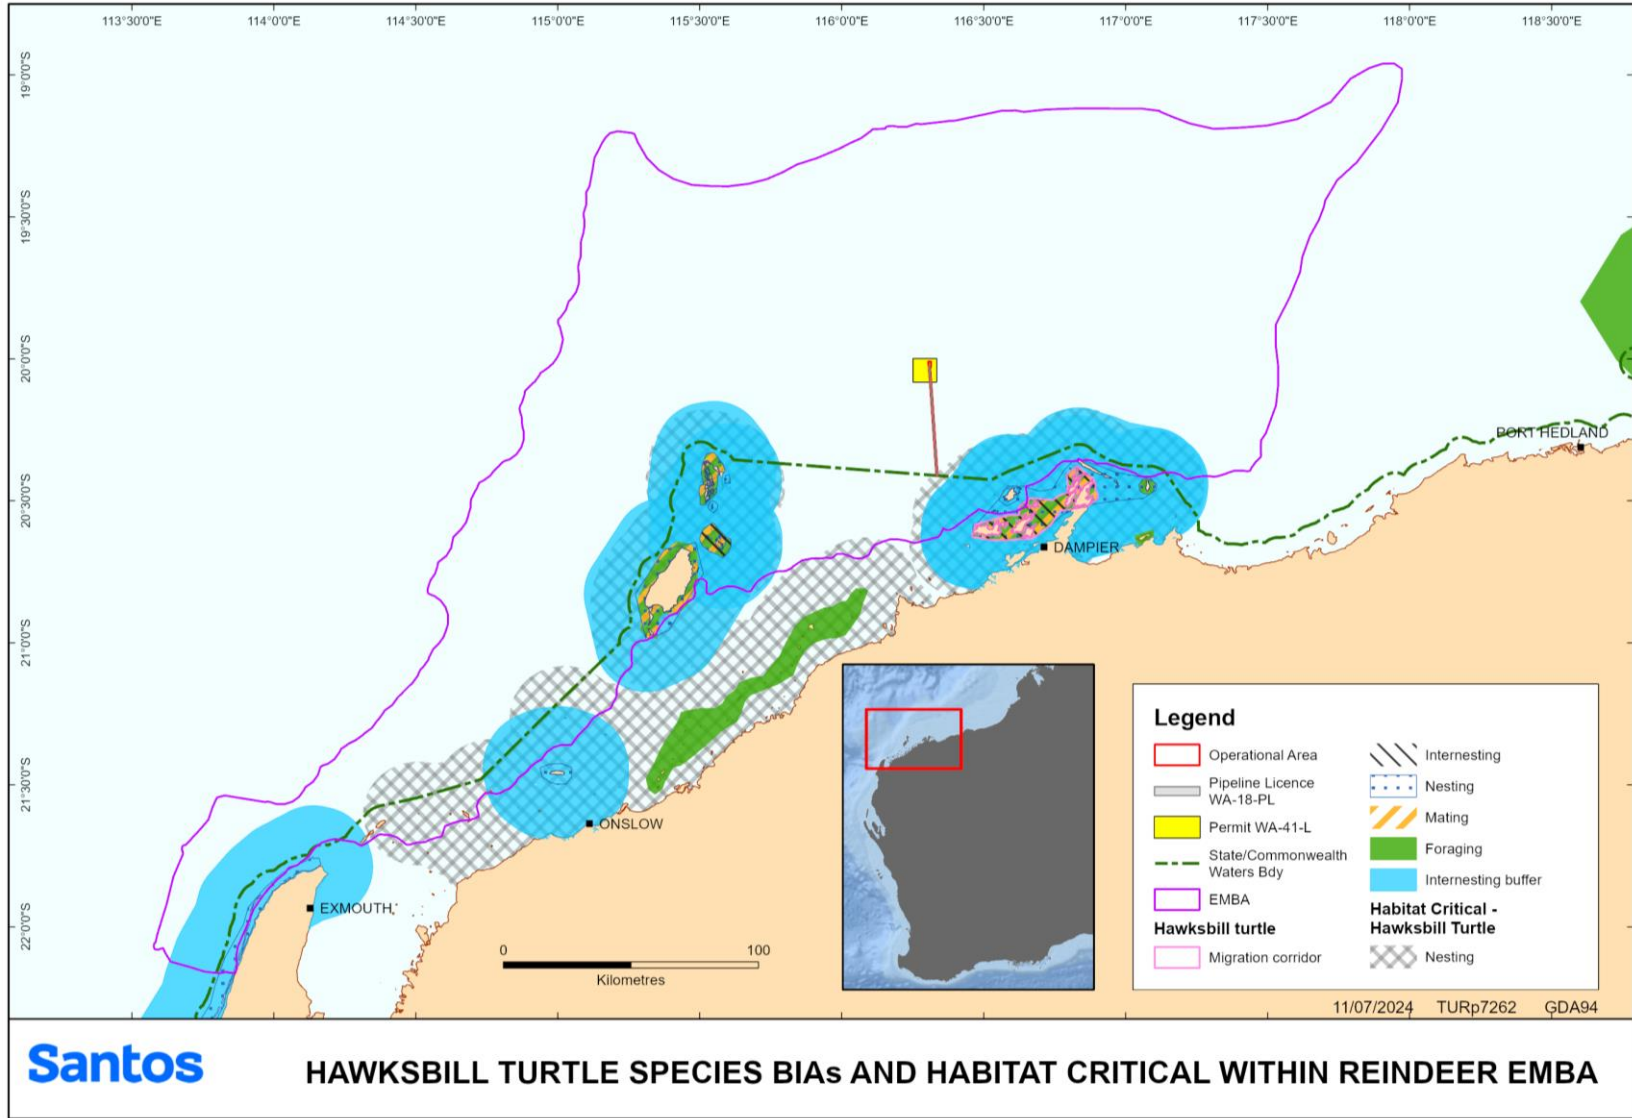 113°30'0"E
114°0'0"E
114°30'0"E
115°0'0"E
115°30'0"E
116°0'0"E
116°30'0"E
117°0'0"E
117°30'0"E
118°0'0"E
118°30'0"E
19°0'0"S
19°30'0"S
20°0'0"S
20°30'0"S
21°0'0"S
21°30'0"S
22°0'0"S
PORT HEDLAND
DAMPIER
ONSLOW
EXMOUTH
0
100
Kilometres
Legend
Operational Area
Pipeline Licence
WA-18-PL
Permit WA-41-L
State/Commonwealth
Waters Bdy
EMBA
Hawksbill turtle
Migration corridor
Internesting
Nesting
Mating
Foraging
Internesting buffer
Habitat Critical -
Hawksbill Turtle
Nesting
11/07/2024 TURp7262 GDA94
Santos
HAWKSBILL TURTLE SPECIES BIAs AND HABITAT CRITICAL WITHIN REINDEER EMBA